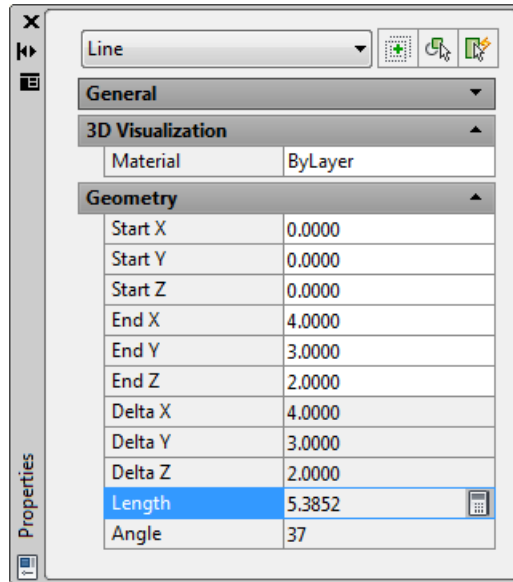 Line
General
3D Visualization
Material ByLayer
Geometry
Start X 0.0000
Start Y 0.0000
Start Z 0.0000
End X 4.0000
End Y 3.0000
End Z 2.0000
Delta X 4.0000
Delta Y 3.0000
Delta Z 2.0000
Length 5.3852
Angle 37
Properties